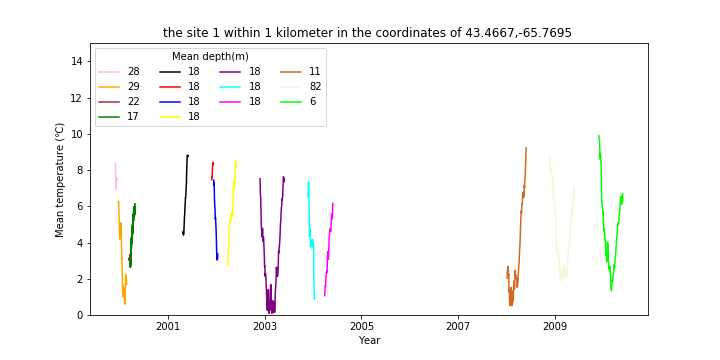 the site 1 within 1 kilometer in the coordinates of 43.4667,-65.7695
Mean depth(m)
28 18 18 11
29 18 18 82
22 18 18 6
17 18
Mean temperature (℃)
14
12
10
8
6
4
2
0
2001 2003 2005 2007 2009
Year